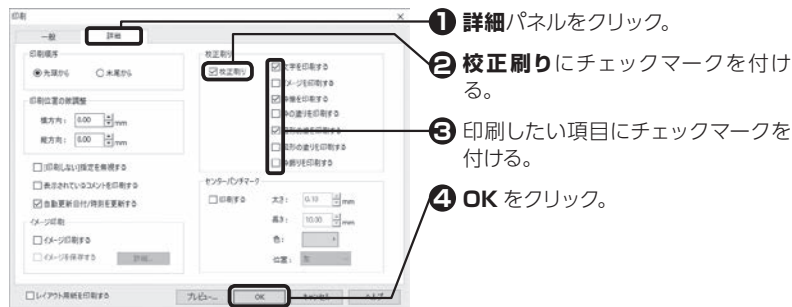 印刷
一般 詳細
印刷順序
先頭から 末尾から
印刷位置の微調整
横方向： 0.00 mm
縦方向： 0.00 mm
[印刷しない]指定を無視する
表示されているコメントを印刷する
自動更新日付/時刻を更新する
イメージ印刷
イメージ印刷する
イメージを保存する 詳細...
レイアウト用紙を印刷する
校正刷り
校正刷り
文字を印刷する
イメージを印刷する
枠線を印刷する
枠の塗りを印刷する
図形の線を印刷する
図形の塗りを印刷する
枠飾りを印刷する
センターパンチマーク
印刷する 太さ： 0.10 mm
高さ： 10.00 mm
色：
位置： 左
プレビュー... OK キャンセル ヘルプ
❶ 詳細パネルをクリック。
❷ 校正刷りにチェックマークを付け
る。
❸ 印刷したい項目にチェックマークを
付ける。
❹ OK をクリック。